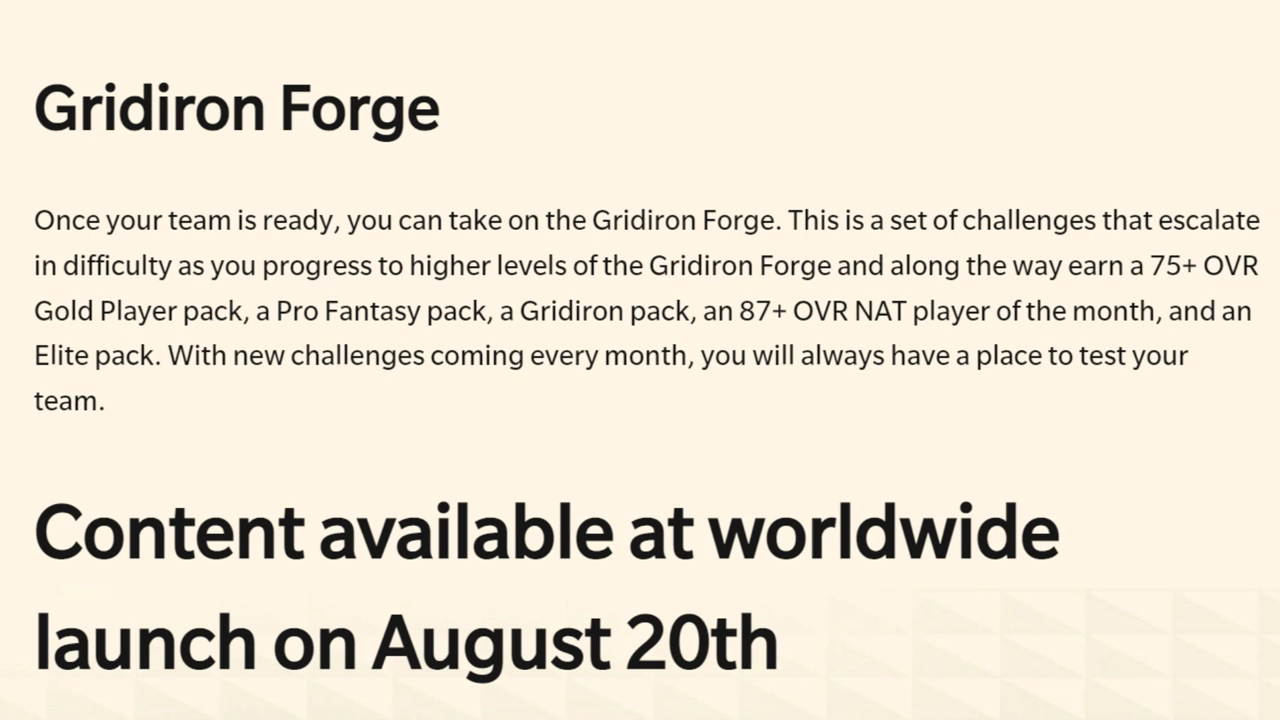 Gridiron Forge
Once your team is ready, you can take on the Gridiron Forge. This is a set of challenges that escalate
in difficulty as you progress to higher levels of the Gridiron Forge and along the way earn a 75+ OVR
Gold Player pack, a Pro Fantasy pack, a Gridiron pack, an 87+ OVR NAT player of the month, and an
Elite pack. With new challenges coming every month, you will always have a place to test your
team.
Content available at worldwide
launch on August 20th